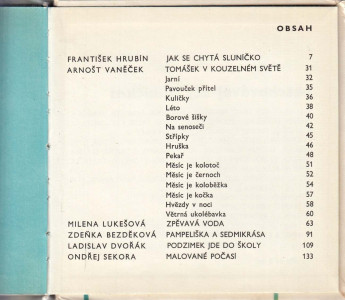 OBSAH
FRANTIŠEK HRUBÍN JAK SE CHYTÁ SLUNÍČKO 7
ARNOŠT VANĚČEK TOMÁŠEK V KOUZELNÉM SVĚTĚ 31
Jarní 32
Pavouček přítel 35
Kuličky 36
Léto 38
Borové šišky 40
Na senoseči 42
Střípky 45
Hruška 46
Pekař 48
Měsíc je kolotoč 51
Měsíc je černoch 52
Měsíc je koloběžka 54
Měsíc je kočka 57
Hvězdy v noci 58
Větrná ukolébavka 60
MILENA LUKEŠOVÁ ZPĚVAVÁ VODA 63
ZDEŇKA BEZDĚKOVÁ PAMPELIŠKA A SEDMIKRÁSA 91
LADISLAV DVOŘÁK PODZIMEK JDE DO ŠKOLY 109
ONDŘEJ SEKORA MALOVANÉ POČASÍ 133